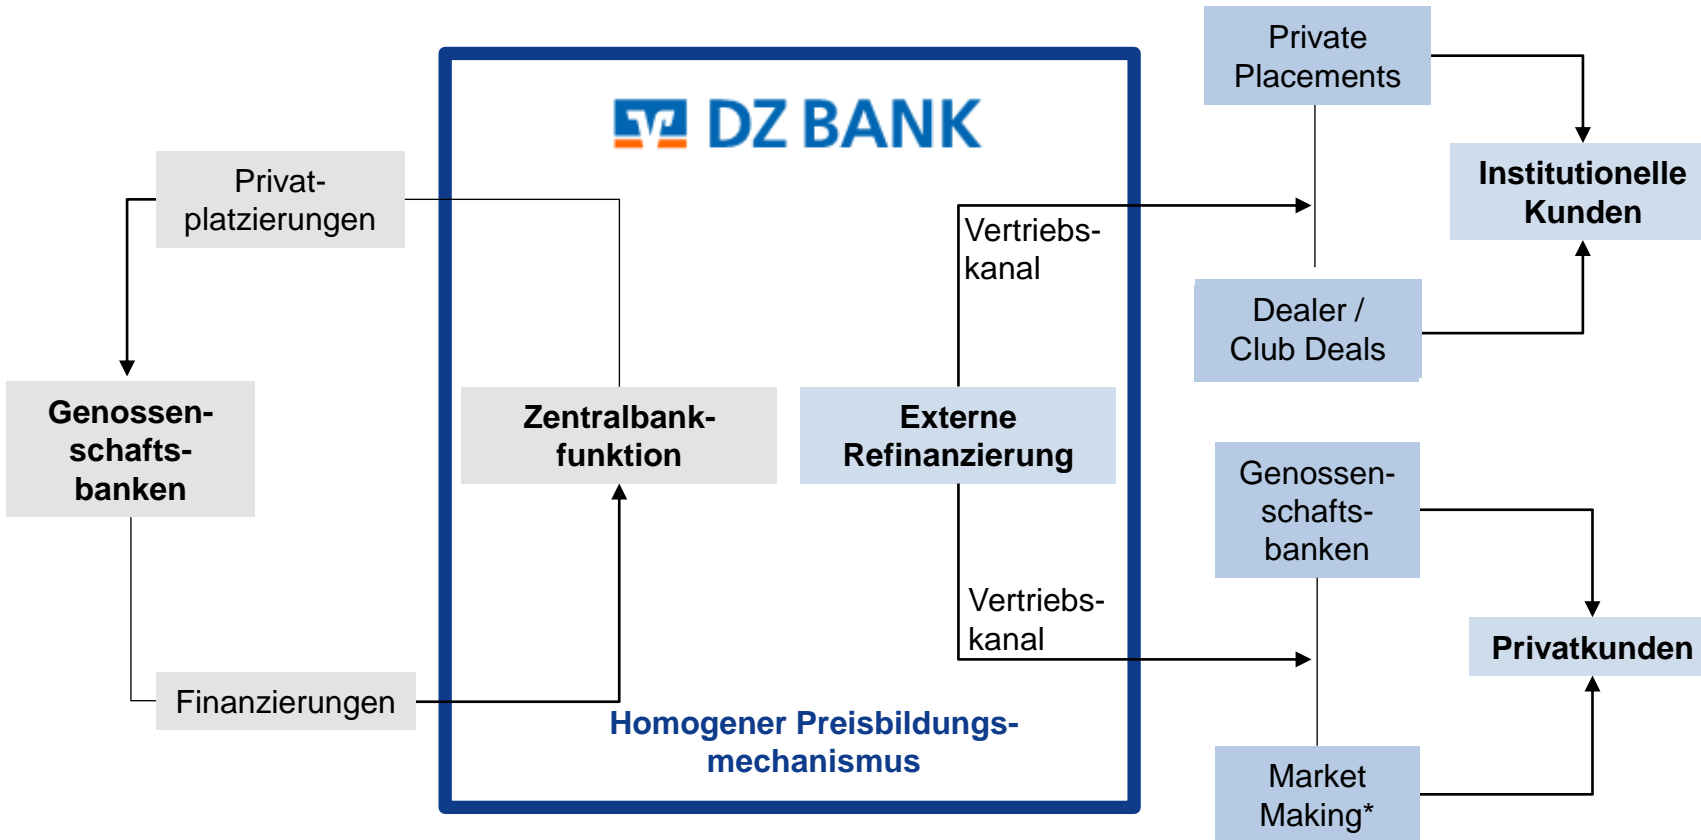 DZ BANK
Privat-
platzierungen
Genossen-
schafts-
banken
Finanzierungen
Zentralbank-
funktion
Externe
Refinanzierung
Vertriebs-
kanal
Vertriebs-
kanal
Homogener Preisbildungs-
mechanismus
Private
Placements
Dealer /
Club Deals
Institutionelle
Kunden
Genossen-
schafts-
banken
Market
Making*
Privatkunden